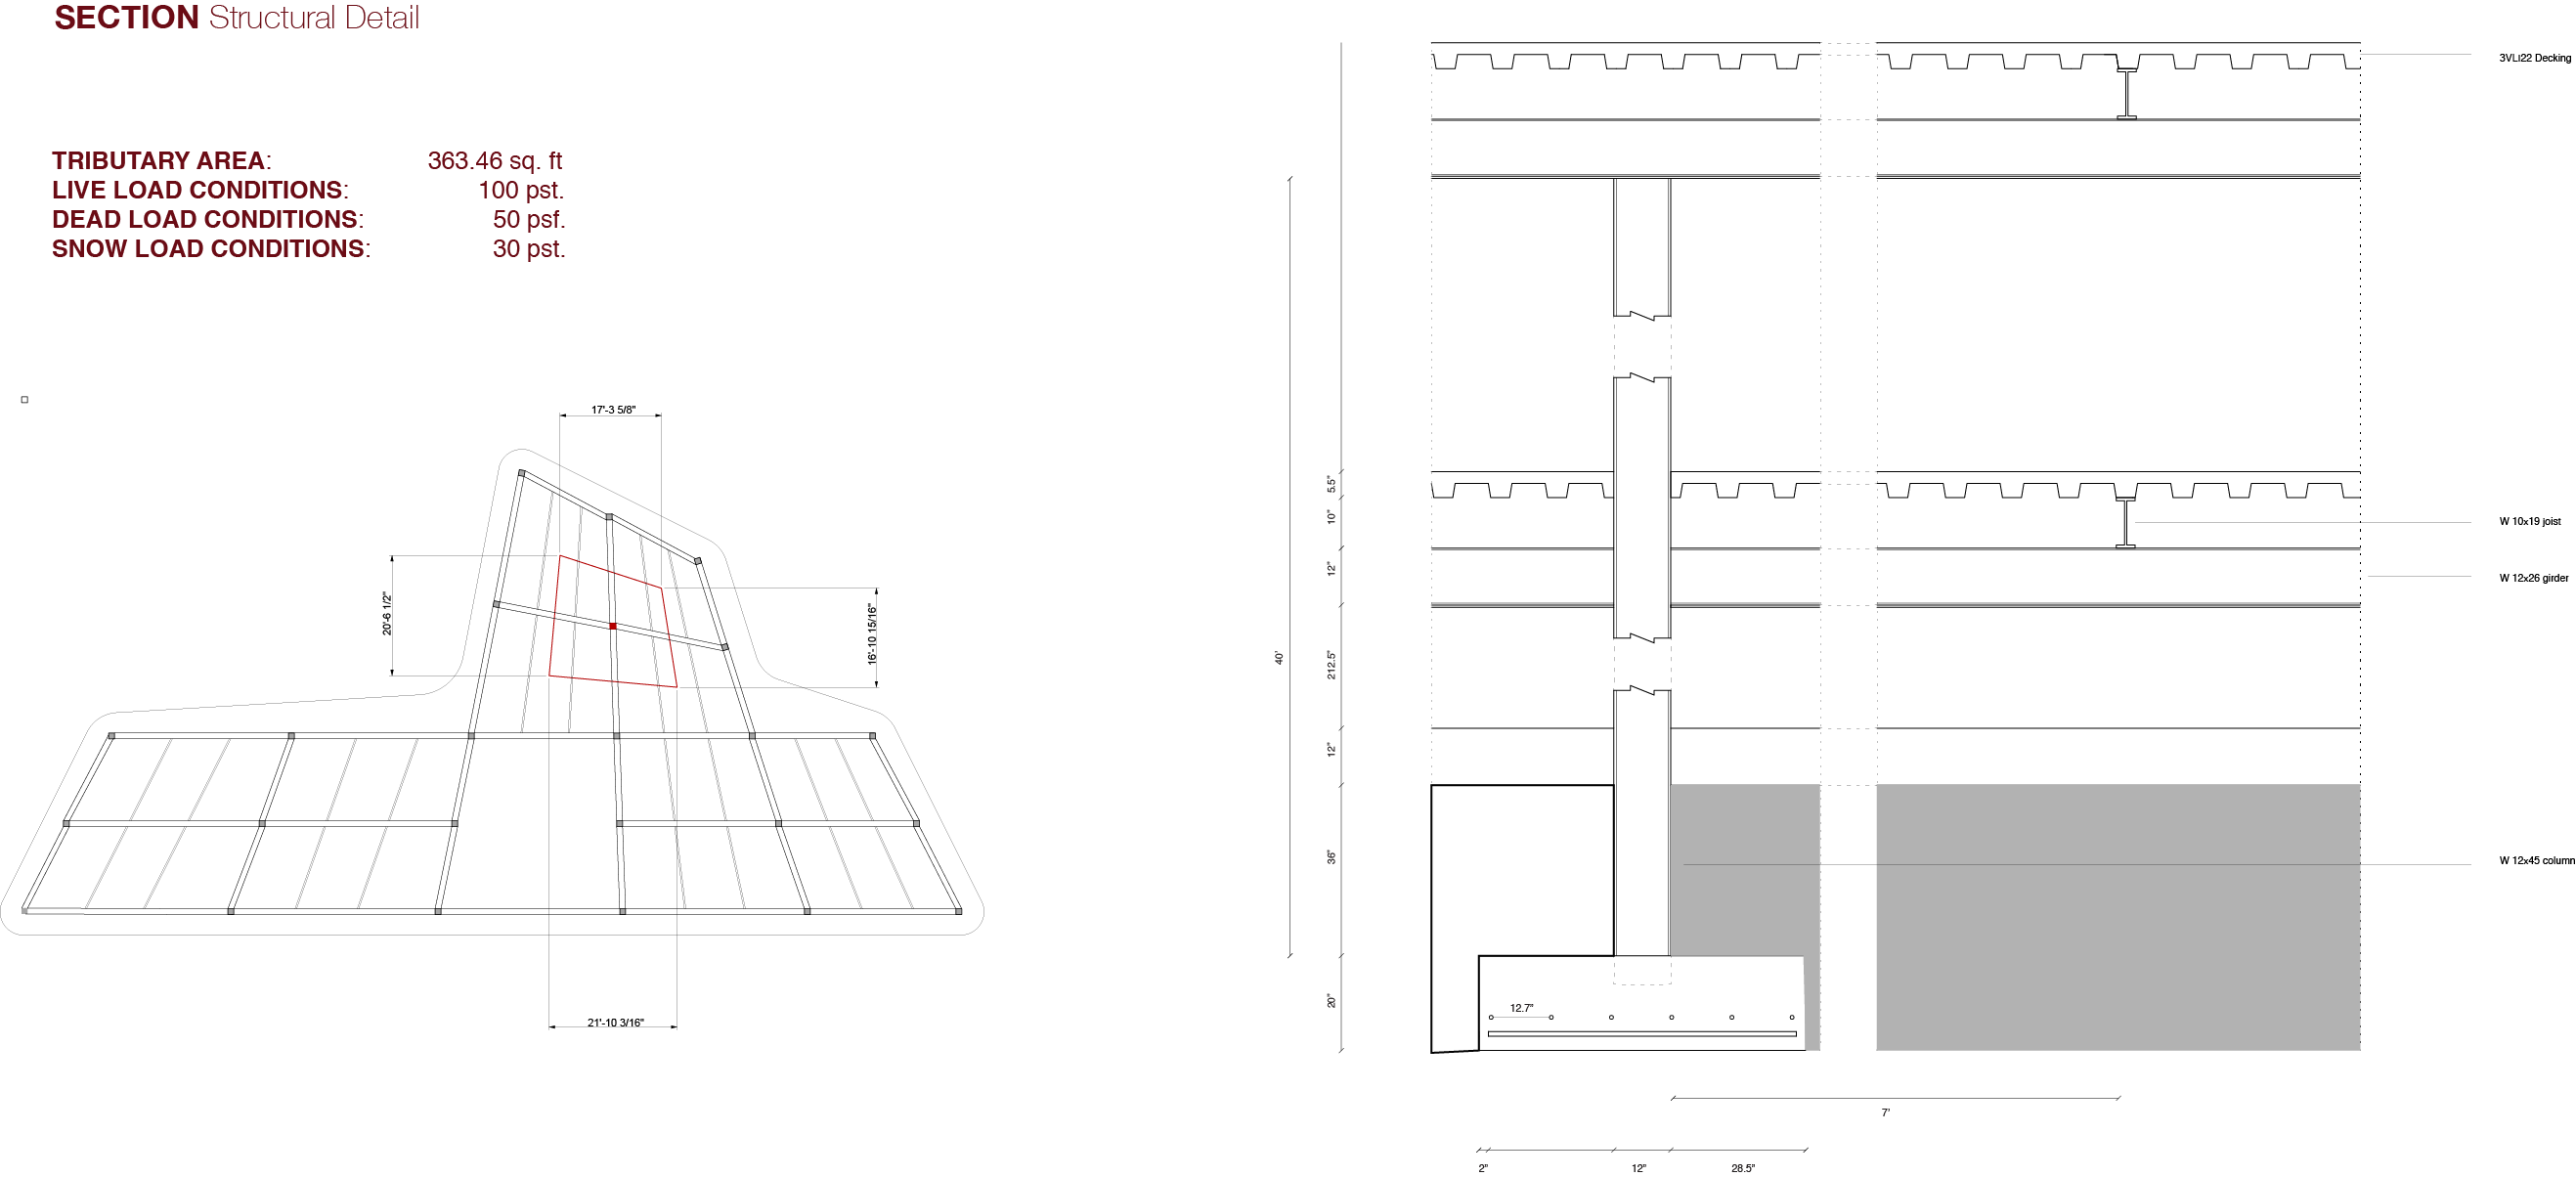 SECTION Structural Detail
TRIBUTARY AREA: 363.46 sq. ft
LIVE LOAD CONDITIONS: 100 pst.
DEAD LOAD CONDITIONS: 50 psf.
SNOW LOAD CONDITIONS: 30 pst.
17'-3 5/8"
20'-6 1/2"
16'-10 15/16"
21'-10 3/16"
3VLI22 Decking
W 10x19 joist
W 12x26 girder
W 12x45 column
40'
5.5"
10"
12"
212.5"
12"
36"
20"
12.7"
7'
2"
12"
28.5"